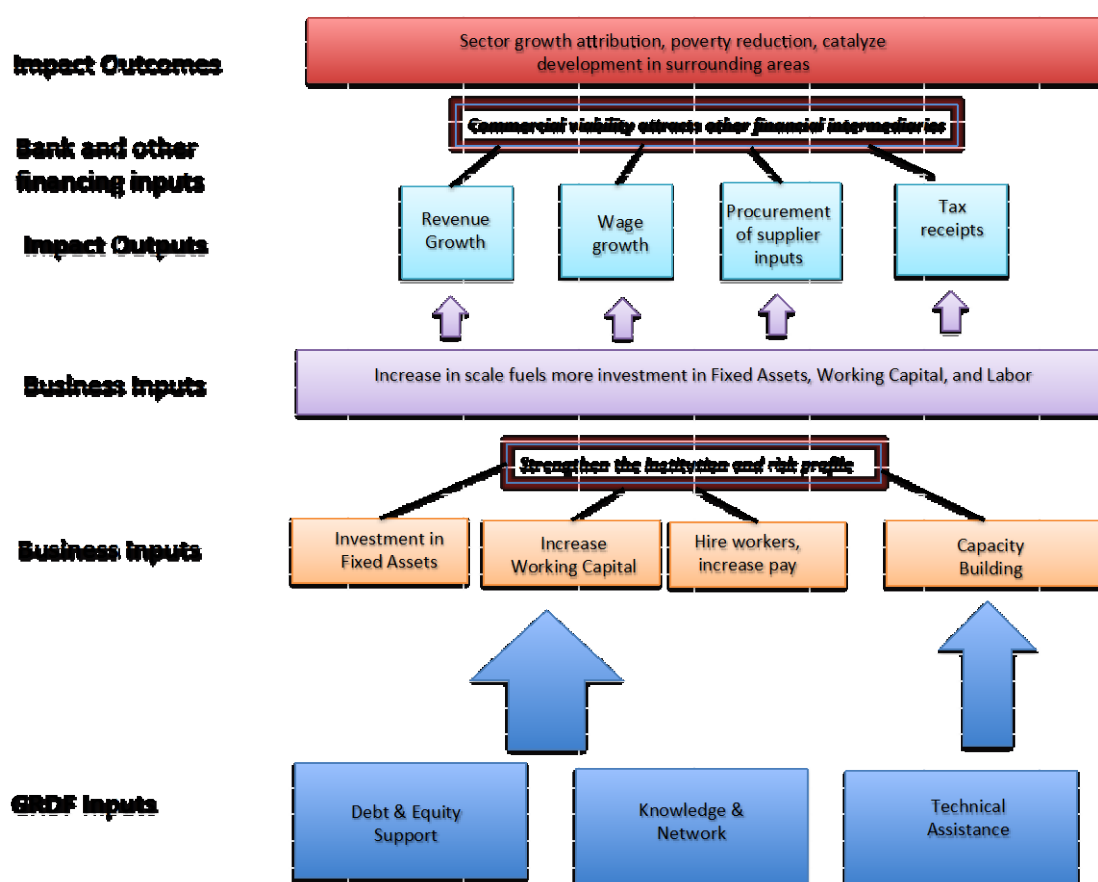 Sector growth attribution, poverty reduction, catalyze
development in surrounding areas
Impact Outcomes
Commercial viability attracts other financial intermediaries
Bank and other
financing inputs
Revenue
Growth
Wage
growth
Procurement
of supplier
inputs
Tax
receipts
Impact Outputs
Increase in scale fuels more investment in Fixed Assets, Working Capital, and Labor
Business Inputs
Strengthen the institution and risk profile
Business Inputs
Investment in
Fixed Assets
Increase
Working Capital
Hire workers,
increase pay
Capacity
Building
GRDF Inputs
Debt & Equity
Support
Knowledge &
Network
Technical
Assistance